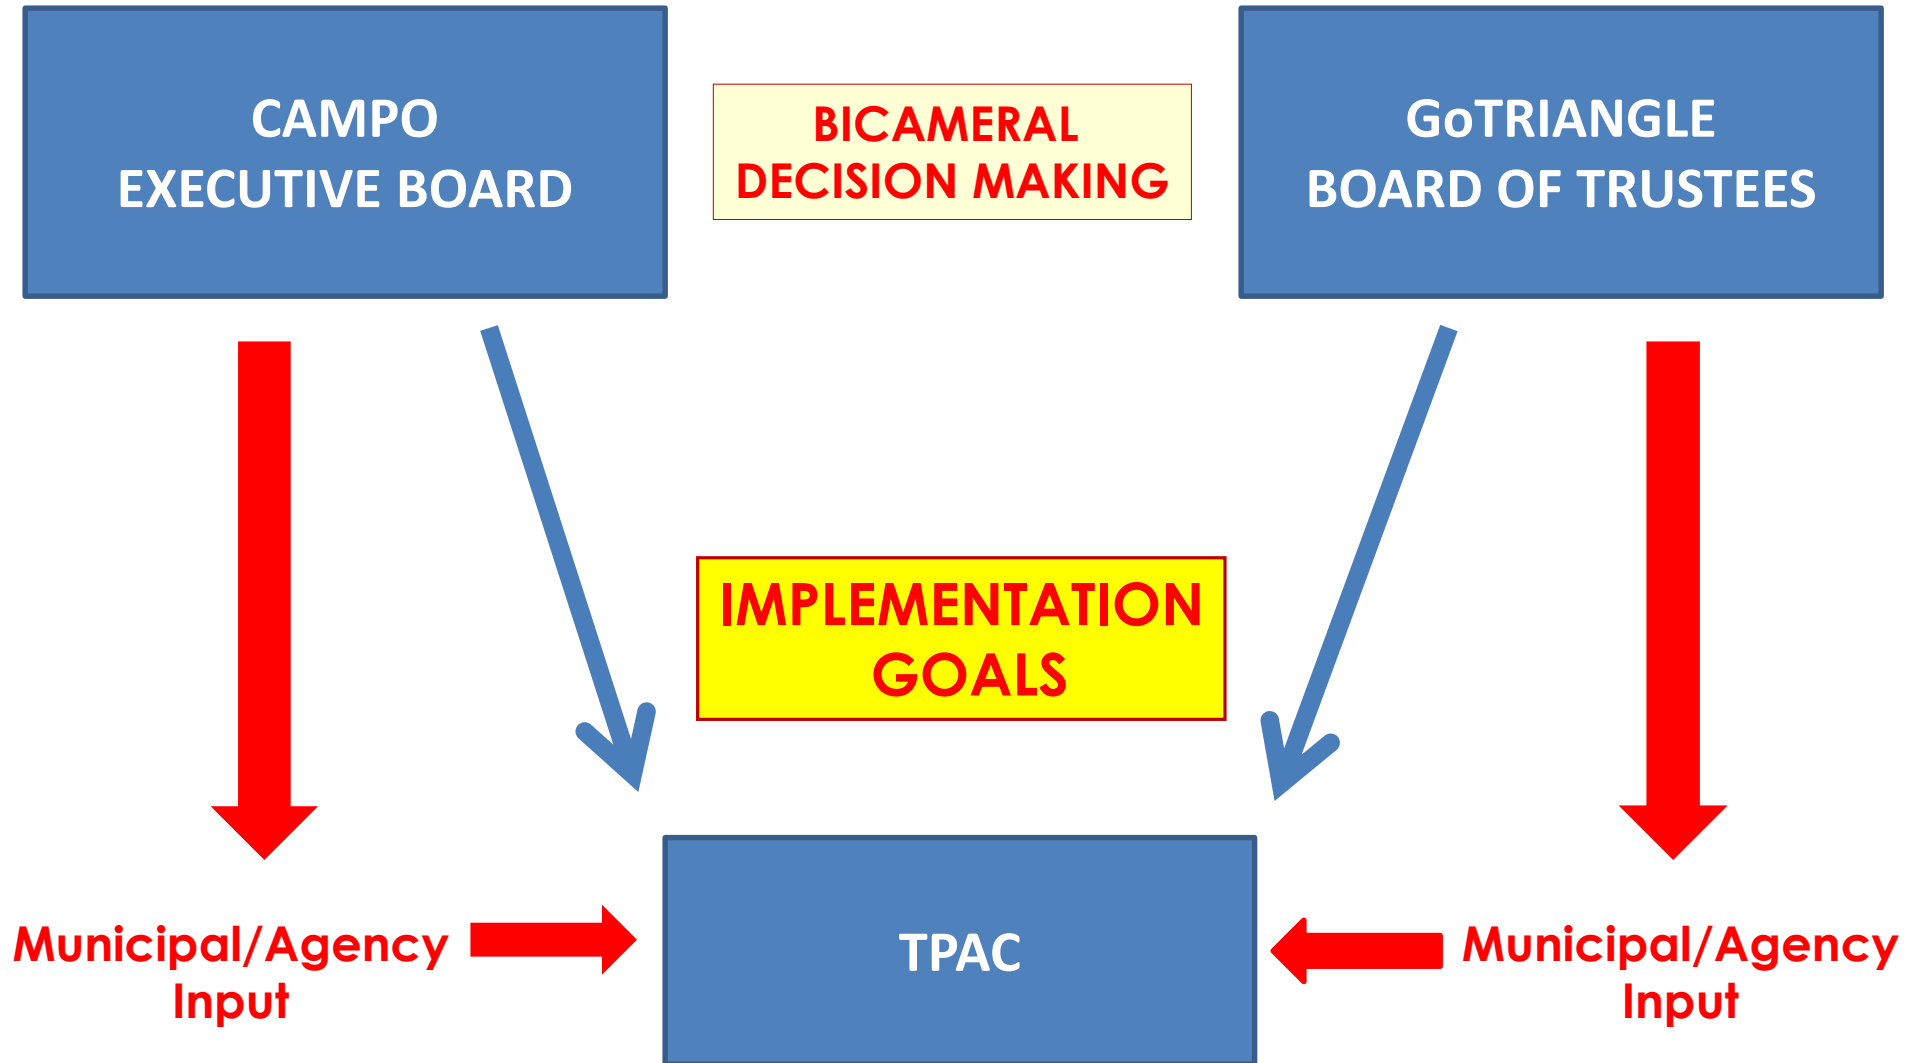 CAMPO
EXECUTIVE BOARD
BICAMERAL
DECISION MAKING
GoTRIANGLE
BOARD OF TRUSTEES
IMPLEMENTATION
GOALS
Municipal/Agency
Input
TPAC
Municipal/Agency
Input